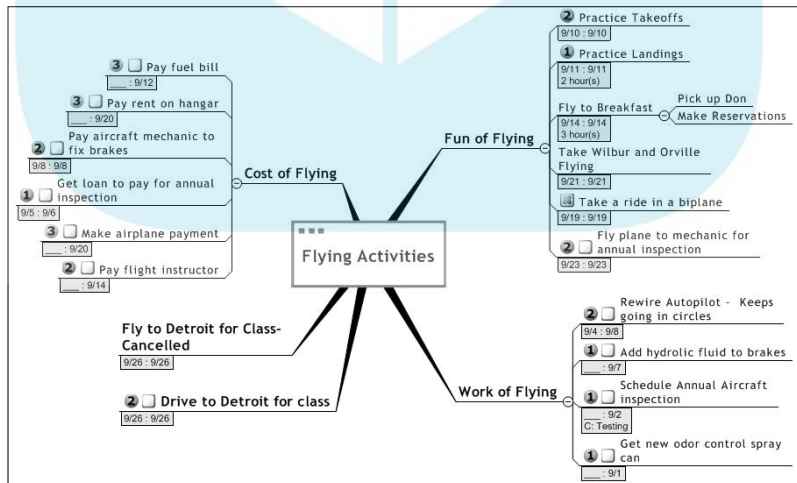 Flying Activities
Cost of Flying
3 Pay fuel bill
___ : 9/12
3 Pay rent on hangar
___ : 9/20
Pay aircraft mechanic to
2 fix brakes
9/8 : 9/8
Get loan to pay for annual
1 inspection
9/5 : 9/6
3 Make airplane payment
___ : 9/20
2 Pay flight instructor
___ : 9/14
Fly to Detroit for Class-
Cancelled
9/26 : 9/26
2 Drive to Detroit for class
9/26 : 9/26
Fun of Flying
2 Practice Takeoffs
9/10 : 9/10
1 Practice Landings
9/11 : 9/11
2 hour(s)
Fly to Breakfast
9/14 : 9/14
3 hour(s)
Pick up Don
Make Reservations
Take Wilbur and Orville
Flying
9/21 : 9/21
Take a ride in a biplane
9/19 : 9/19
Fly plane to mechanic for
2 annual inspection
9/23 : 9/23
Work of Flying
Rewire Autopilot - Keeps
2 going in circles
9/4 : 9/8
1 Add hydrolic fluid to brakes
___ : 9/7
Schedule Annual Aircraft
1 inspection
___ : 9/2
C: Testing
Get new odor control spray
1 can
___ : 9/1